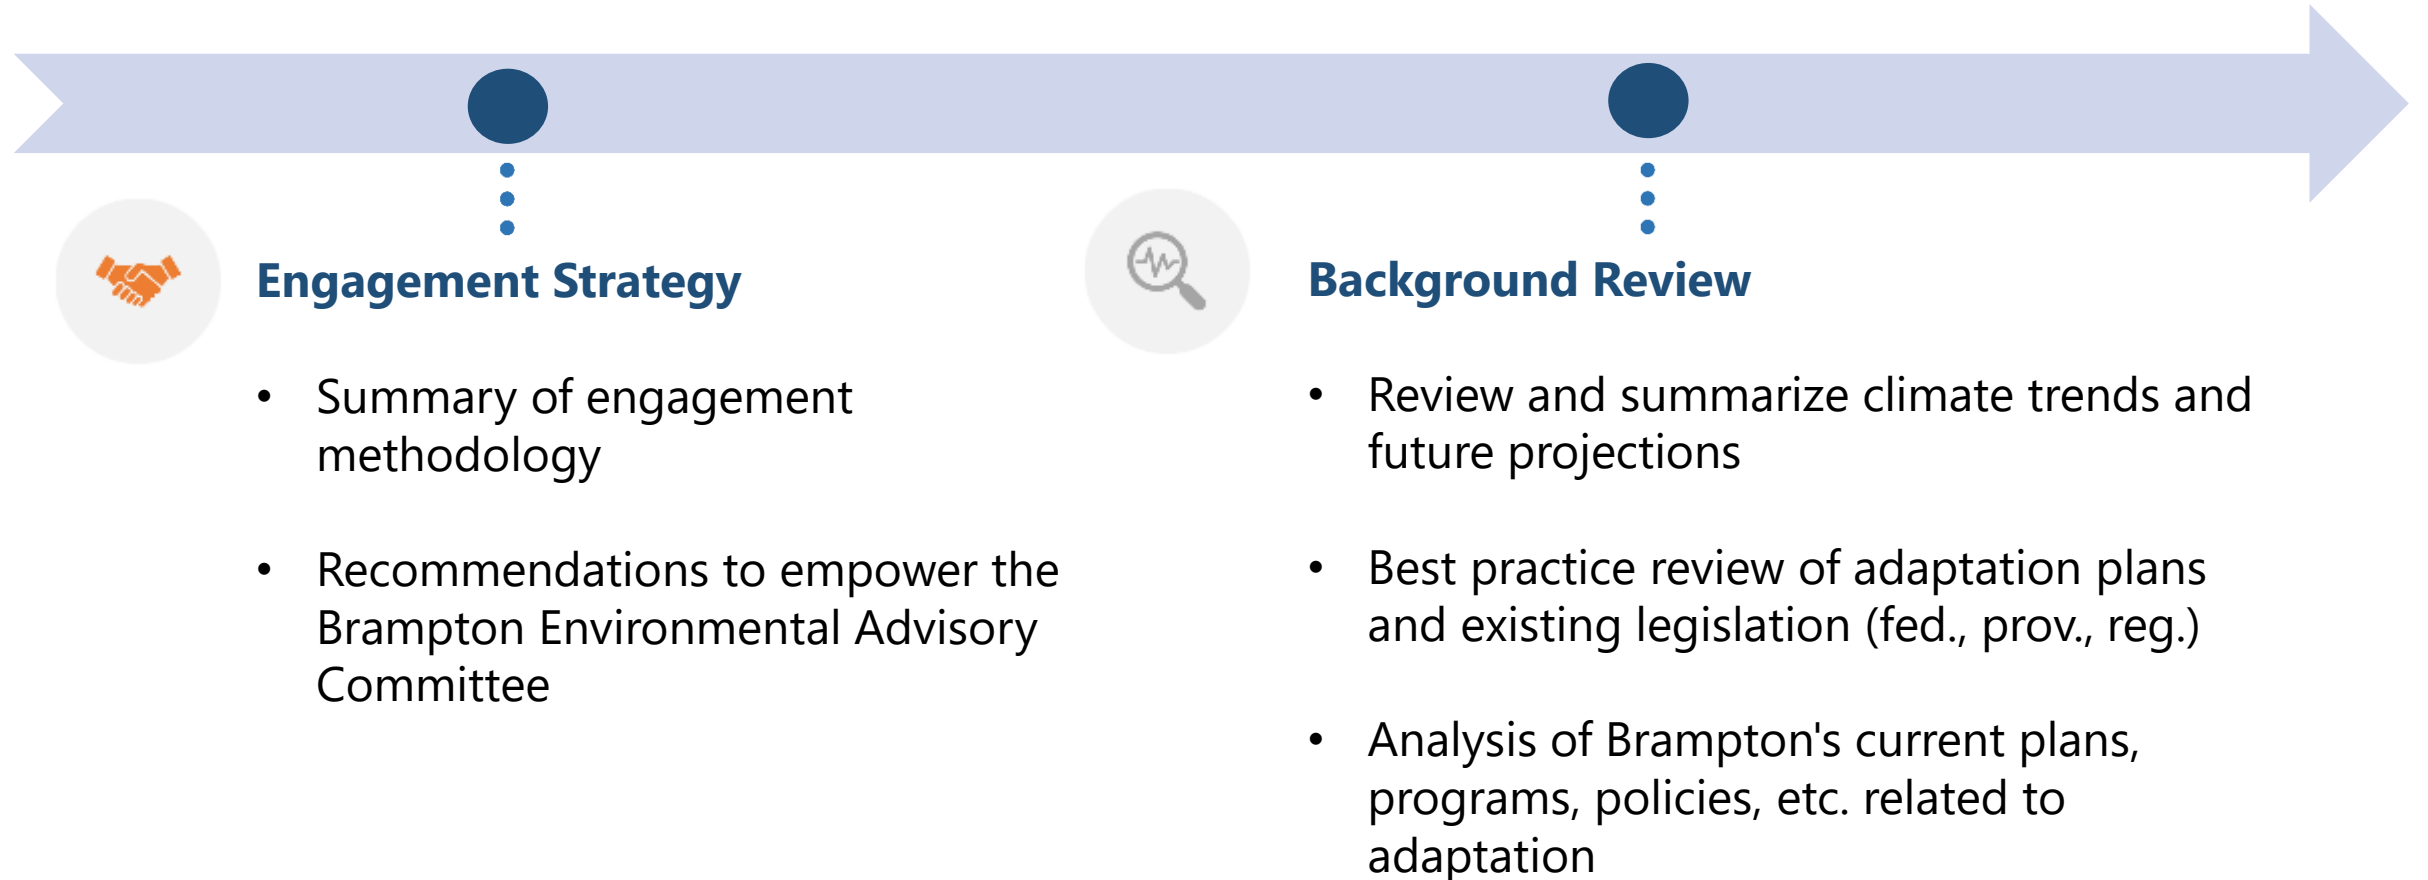 Engagement Strategy
• Summary of engagement
methodology
• Recommendations to empower the
Brampton Environmental Advisory
Committee
Background Review
• Review and summarize climate trends and
future projections
• Best practice review of adaptation plans
and existing legislation (fed., prov., reg.)
• Analysis of Brampton's current plans,
programs, policies, etc. related to
adaptation